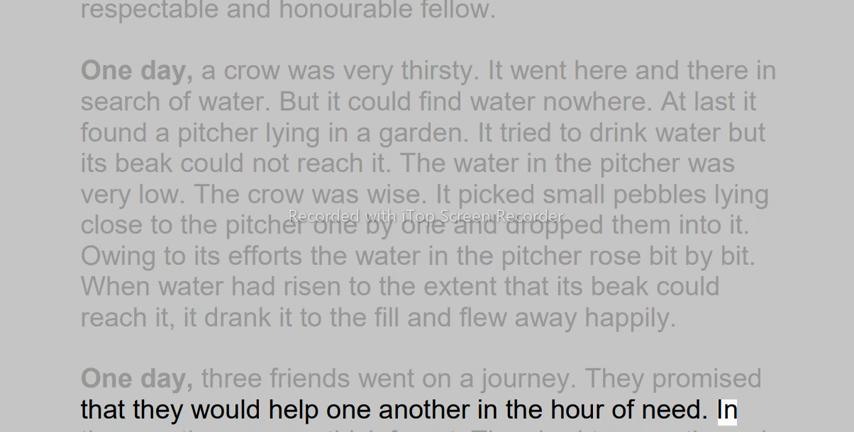 respectable and honourable fellow.
One day, a crow was very thirsty. It went here and there in
search of water. But it could find water nowhere. At last it
found a pitcher lying in a garden. It tried to drink water but
its beak could not reach it. The water in the pitcher was
very low. The crow was wise. It picked small pebbles lying
Recorded with iTop Screen Recorder
close to the pitcher one by one and dropped them into it.
Owing to its efforts the water in the pitcher rose bit by bit.
When water had risen to the extent that its beak could
reach it, it drank it to the fill and flew away happily.
One day, three friends went on a journey. They promised
that they would help one another in the hour of need. In